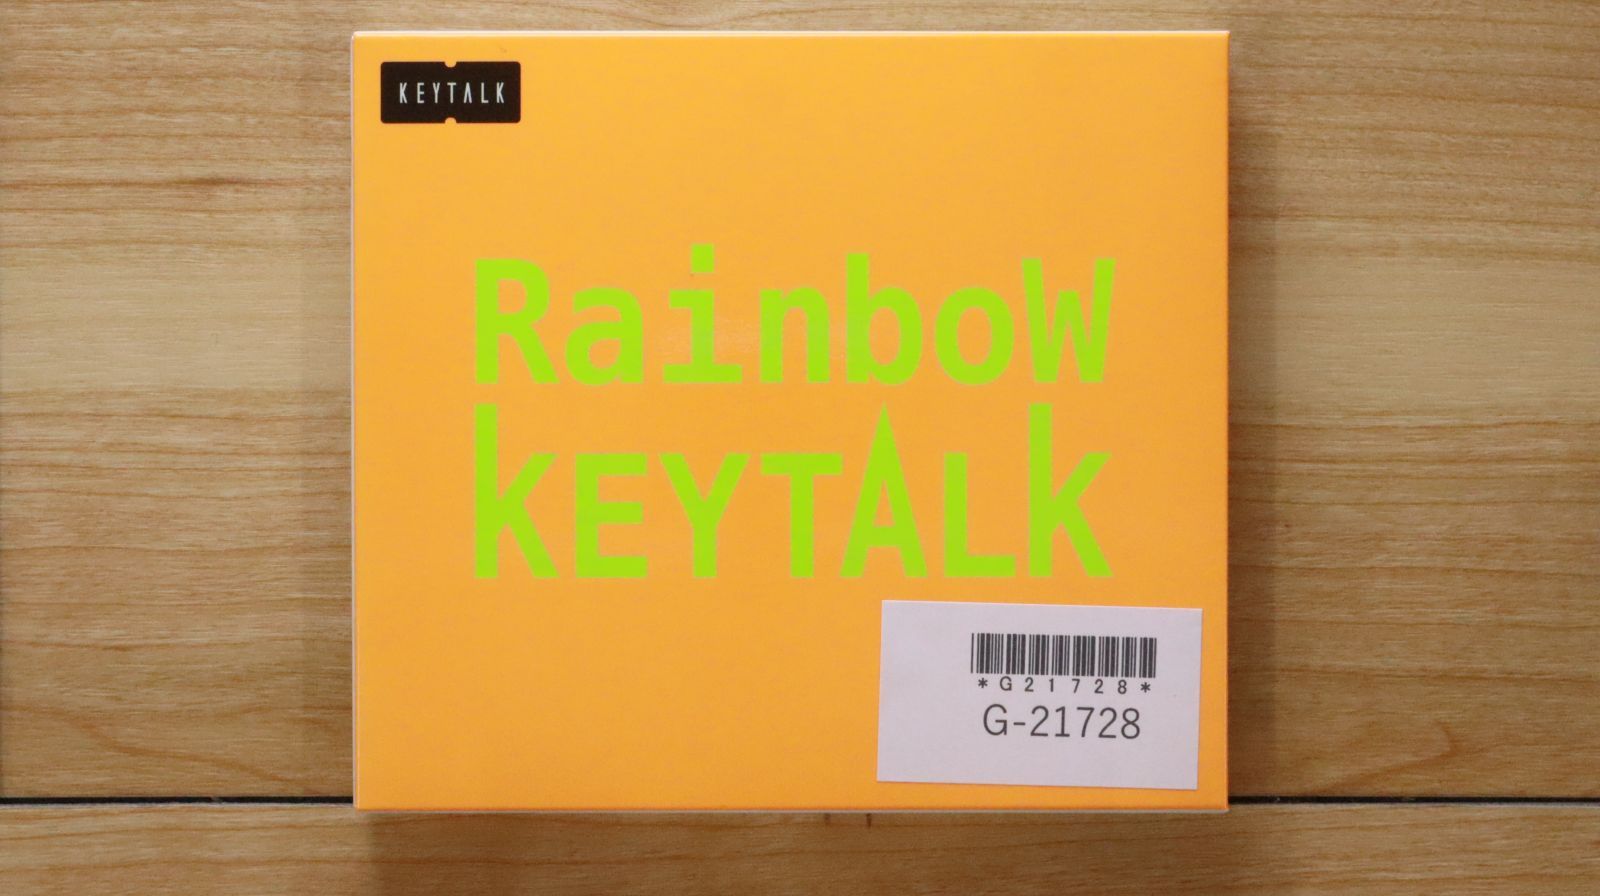 KEYTALK
RainboW
KEYTALK
*G21728*
G-21728